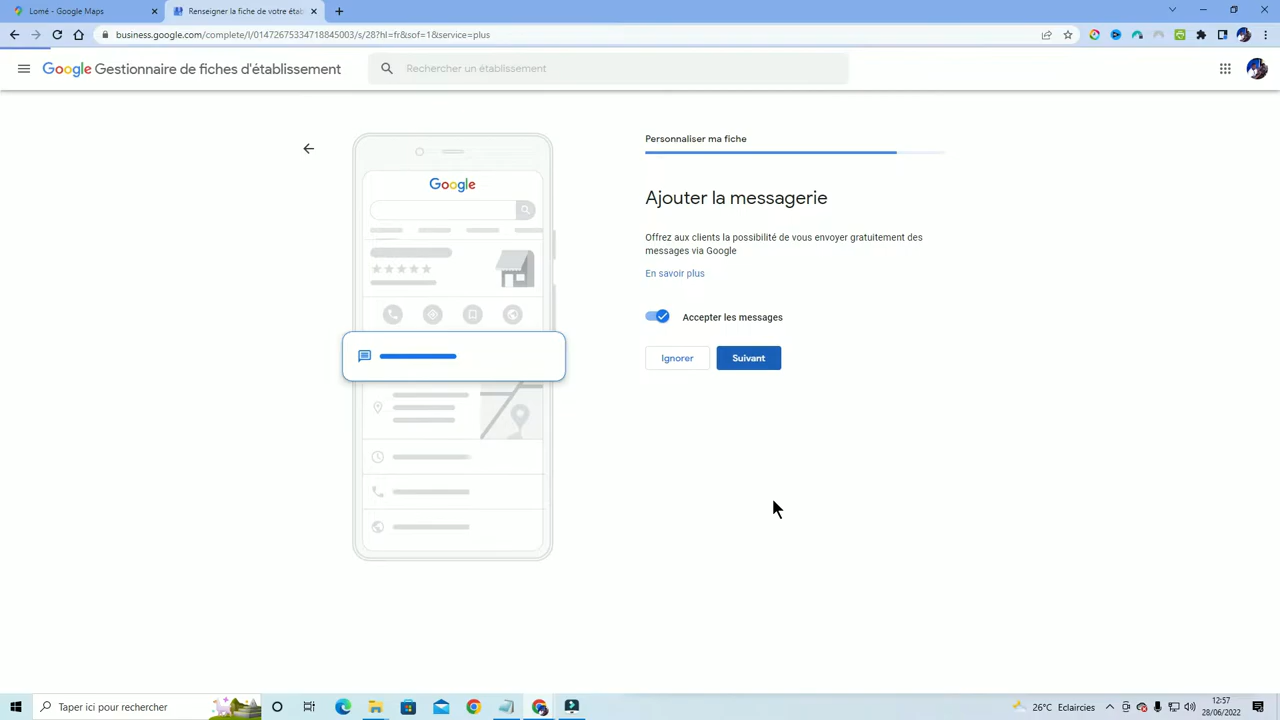 Lomé - Google Maps
Renseigner la fiche de votre étab
business.google.com/complete/l/01472675334718845003/s/28?hl=fr&sof=1&service=plus
Google Gestionnaire de fiches d'établissement
Rechercher un établissement
Personnaliser ma fiche
Google
Ajouter la messagerie
Offrez aux clients la possibilité de vous envoyer gratuitement des
messages via Google
En savoir plus
Accepter les messages
Ignorer
Suivant
Taper ici pour rechercher
26°C Eclaircies
12:57
28/06/2022